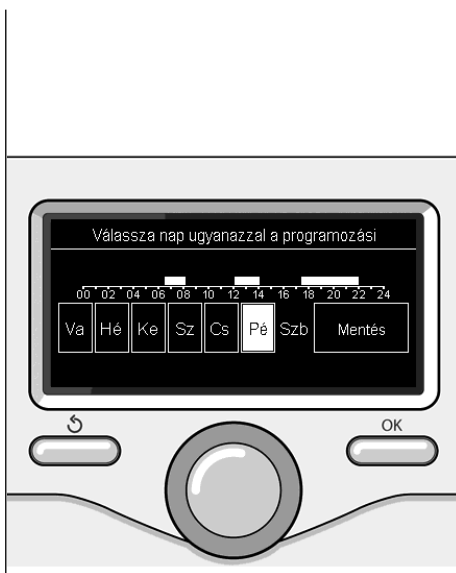 Válassza nap ugyanazzal a programozási
00 02 04 06 08 10 12 14 16 18 20 22 24
Va Hé Ke Sz Cs Pé Szb Mentés
OK